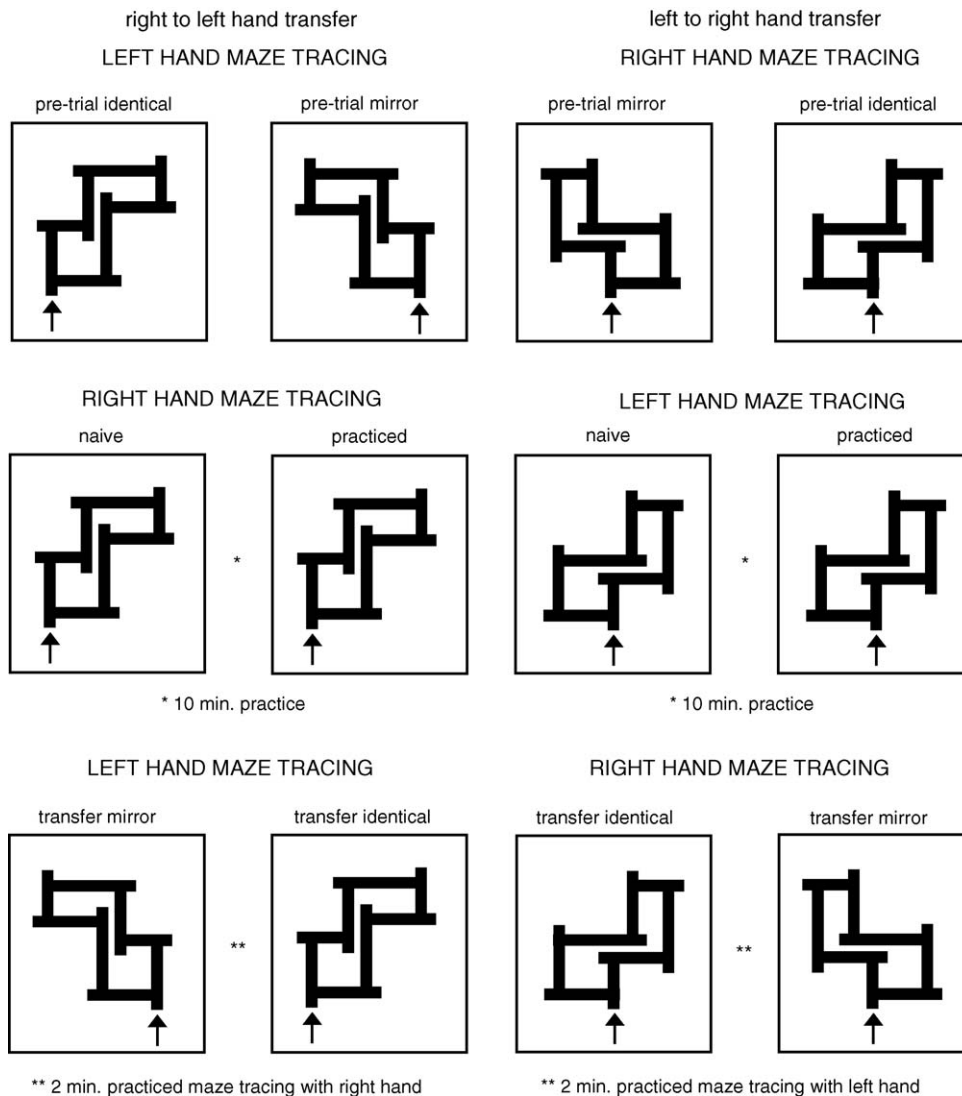 right to left hand transfer
left to right hand transfer
LEFT HAND MAZE TRACING
RIGHT HAND MAZE TRACING
pre-trial identical
pre-trial mirror
pre-trial mirror
pre-trial identical
RIGHT HAND MAZE TRACING
LEFT HAND MAZE TRACING
naive
practiced
naive
practiced
*
*
* 10 min. practice
* 10 min. practice
LEFT HAND MAZE TRACING
RIGHT HAND MAZE TRACING
transfer mirror
transfer identical
transfer identical
transfer mirror
**
**
** 2 min. practiced maze tracing with right hand
** 2 min. practiced maze tracing with left hand